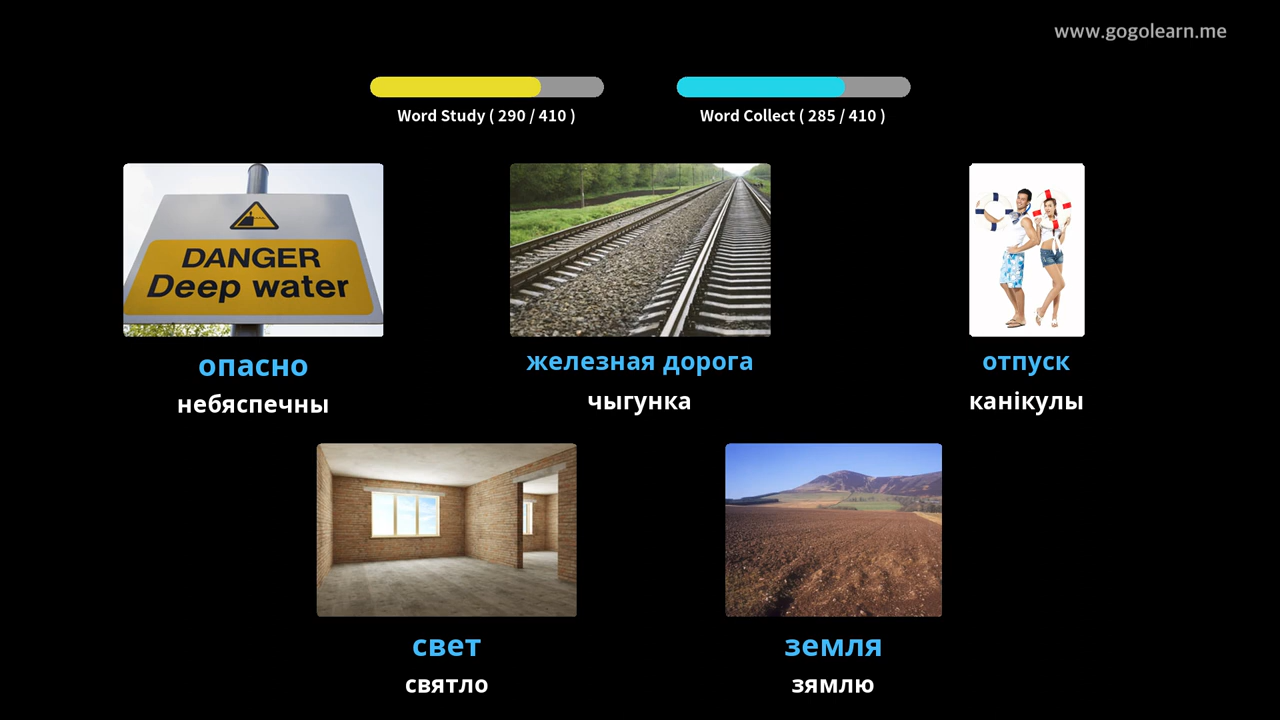 www.gogolearn.me
Word Study ( 290 / 410 )
Word Collect ( 285 / 410 )
DANGER
Deep water
опасно
небяспечны
железная дорога
чыгунка
отпуск
канікулы
свет
святло
земля
зямлю